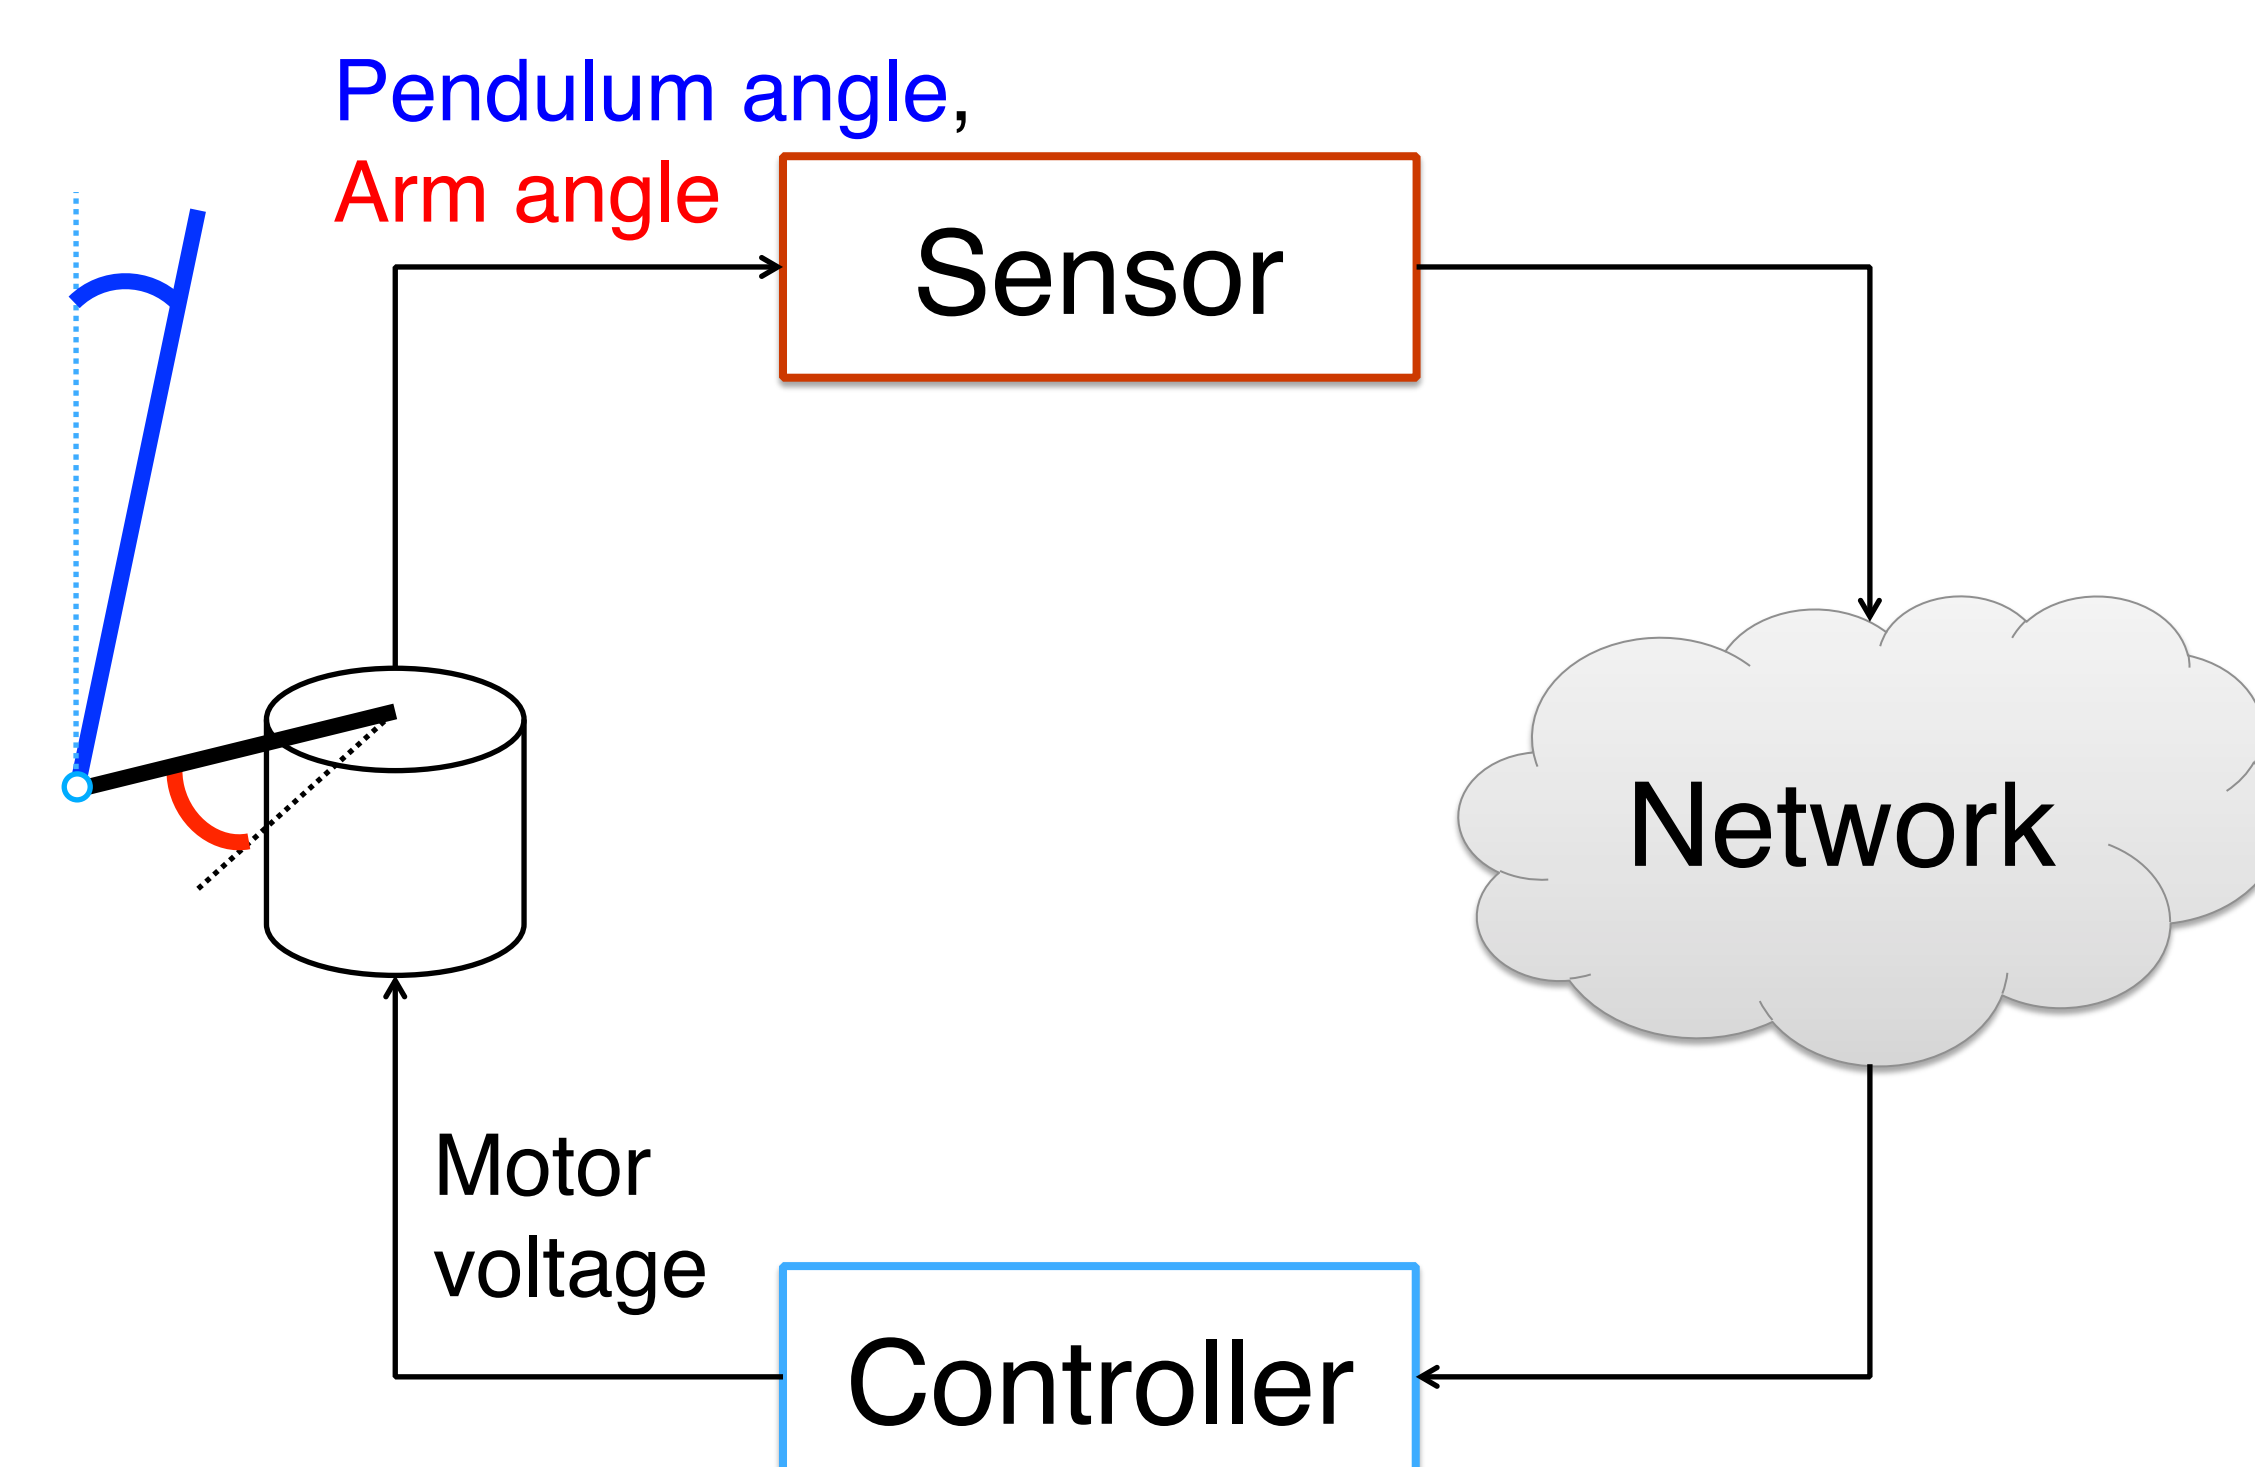 Pendulum angle,
Arm angle
Sensor
Network
Motor
voltage
Controller